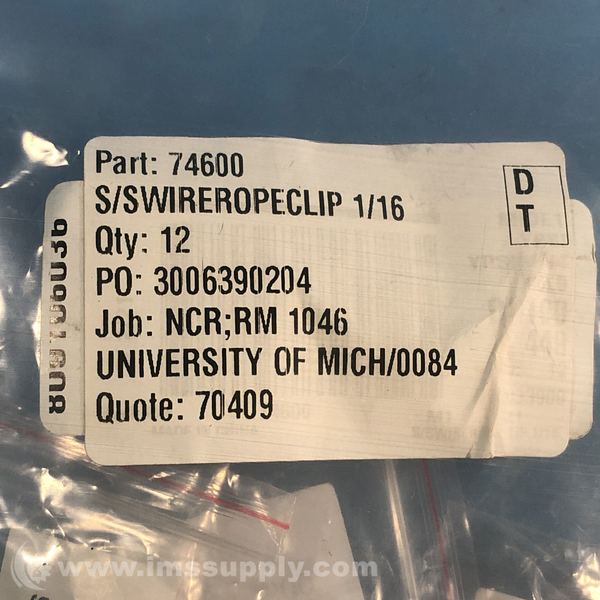 Part: 74600
S/SWIREROPECLIP 1/16
Qty: 12
PO: 3006390204
Job: NCR;RM 1046
UNIVERSITY OF MICH/0084
Quote: 70409
D
T
www.imssupply.com